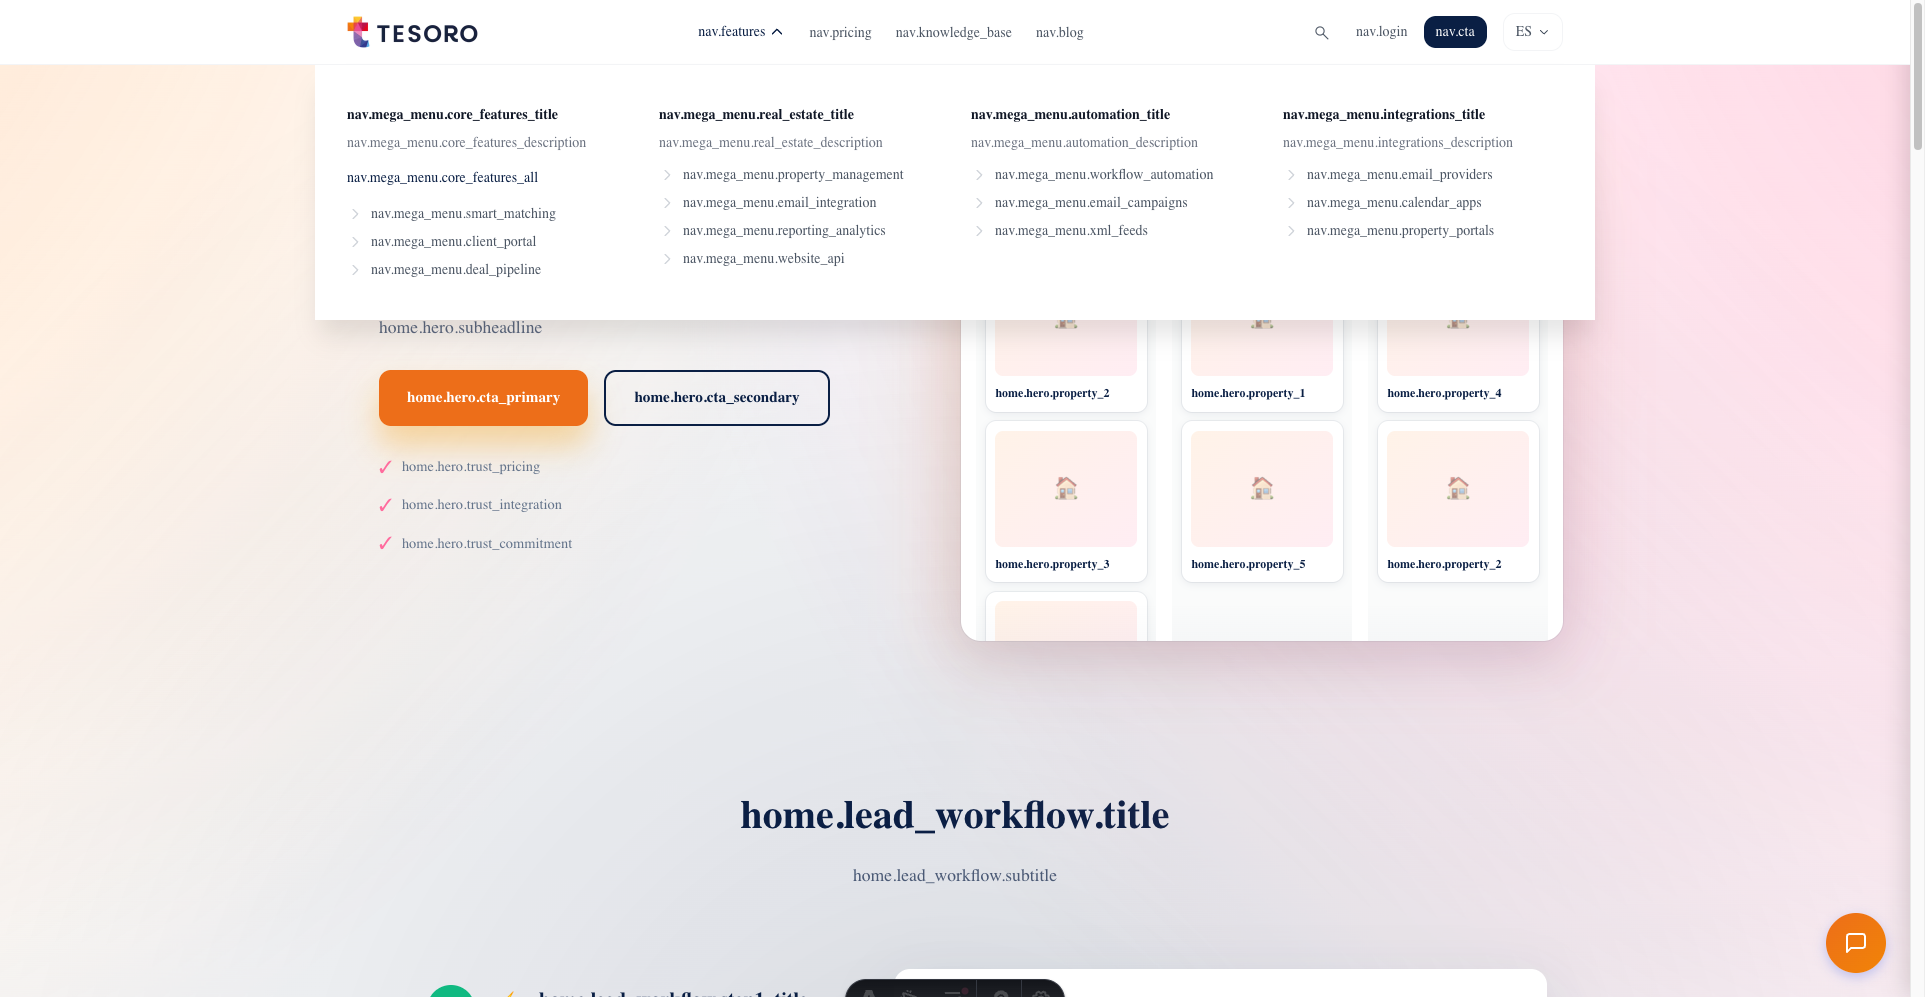 TESORO
nav.features
nav.pricing
nav.knowledge_base
nav.blog
nav.login
nav.cta
ES
nav.mega_menu.core_features_title
nav.mega_menu.core_features_description
nav.mega_menu.core_features_all
nav.mega_menu.smart_matching
nav.mega_menu.client_portal
nav.mega_menu.deal_pipeline
nav.mega_menu.real_estate_title
nav.mega_menu.real_estate_description
nav.mega_menu.property_management
nav.mega_menu.email_integration
nav.mega_menu.reporting_analytics
nav.mega_menu.website_api
nav.mega_menu.automation_title
nav.mega_menu.automation_description
nav.mega_menu.workflow_automation
nav.mega_menu.email_campaigns
nav.mega_menu.xml_feeds
nav.mega_menu.integrations_title
nav.mega_menu.integrations_description
nav.mega_menu.email_providers
nav.mega_menu.calendar_apps
nav.mega_menu.property_portals
home.hero.subheadline
home.hero.cta_primary
home.hero.cta_secondary
home.hero.trust_pricing
home.hero.trust_integration
home.hero.trust_commitment
home.hero.property_2
home.hero.property_1
home.hero.property_4
home.hero.property_3
home.hero.property_5
home.hero.property_2
home.lead_workflow.title
home.lead_workflow.subtitle